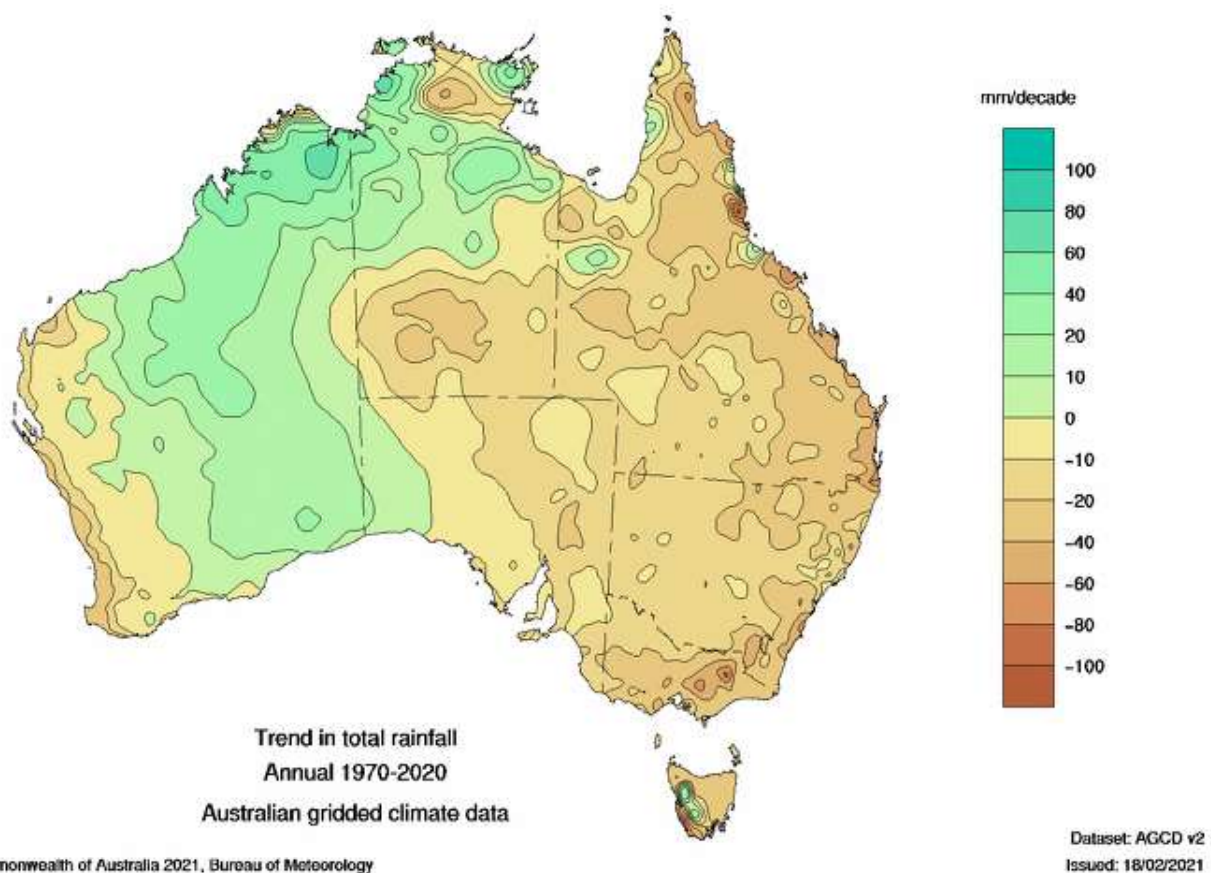 mm/decade
100
80
60
40
20
10
0
-10
-20
-40
-60
-80
-100
Trend in total rainfall
Annual 1970-2020
Australian gridded climate data
monwealth of Australia 2021, Bureau of Meteorology
Dataset: AGCD v2
Issued: 18/02/2021